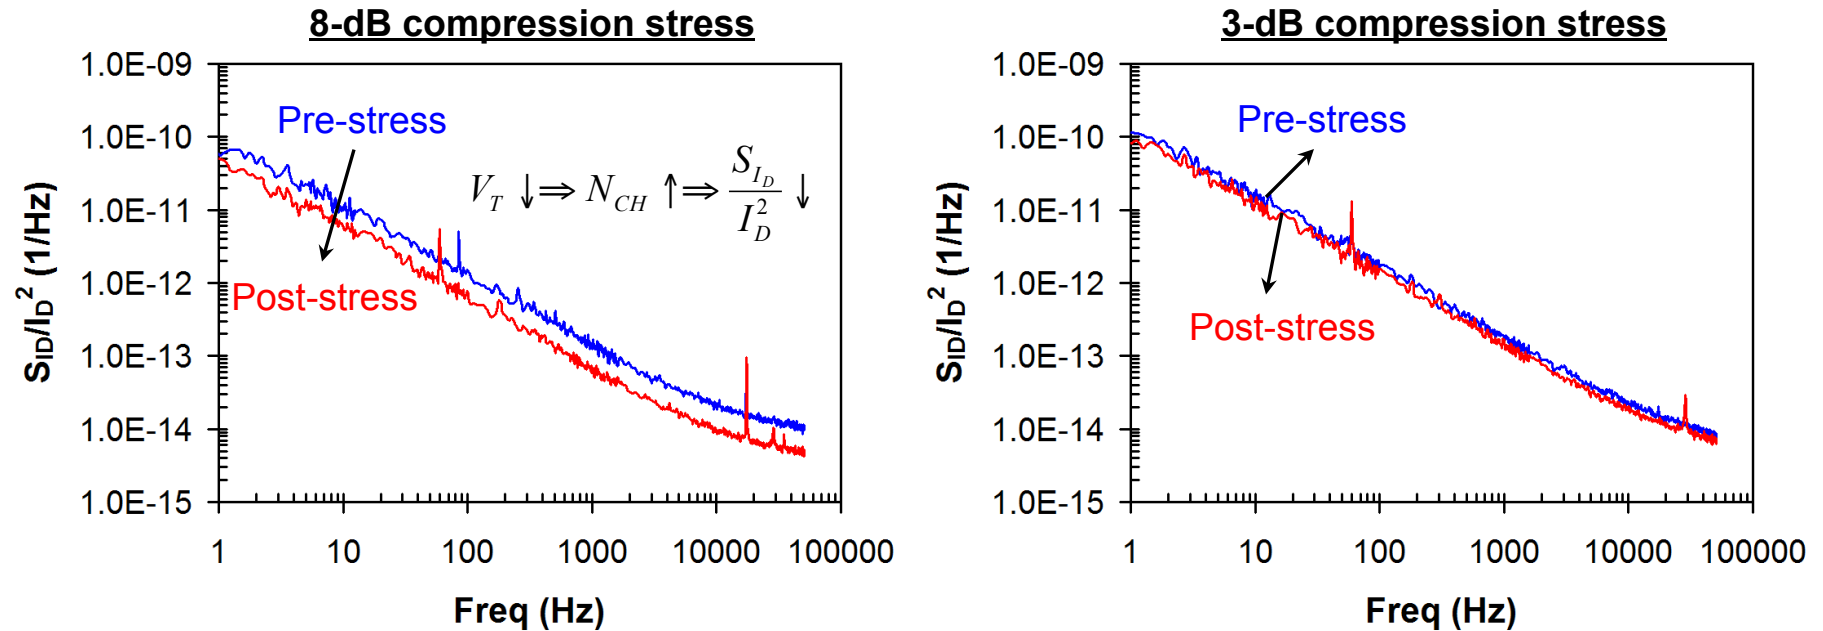 8-dB compression stress
1.0E-09
1.0E-10
1.0E-11
1.0E-12
1.0E-13
1.0E-14
1.0E-15
S_ID/I_D^2 (1/Hz)
Pre-stress
V_T ↓ ⇒ N_CH ↑ ⇒ S_{I_D}/I_D^2 ↓
Post-stress
1 10 100 1000 10000 100000
Freq (Hz)
3-dB compression stress
1.0E-09
1.0E-10
1.0E-11
1.0E-12
1.0E-13
1.0E-14
1.0E-15
S_ID/I_D^2 (1/Hz)
Pre-stress
Post-stress
1 10 100 1000 10000 100000
Freq (Hz)